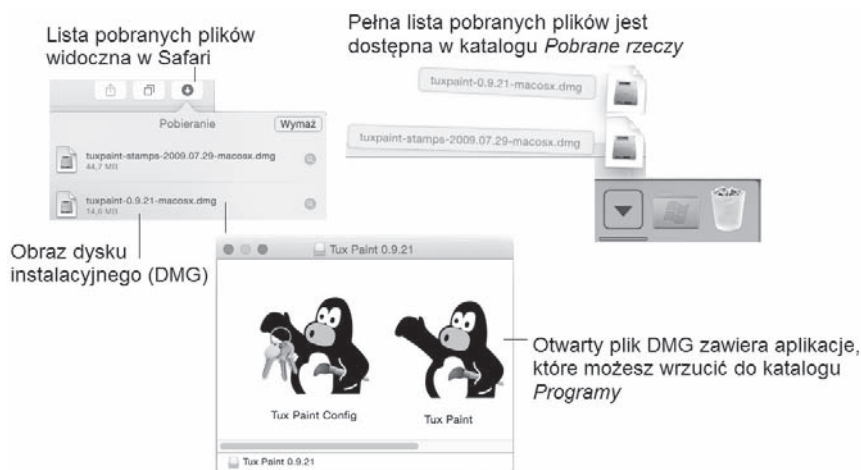 Lista pobranych plików
widoczna w Safari
Pełna lista pobranych plików jest
dostępna w katalogu Pobrane rzeczy
Pobieranie
Wymaż
tuxpaint-stamps-2009.07.29-macosx.dmg
44,7 MB
tuxpaint-0.9.21-macosx.dmg
14,6 MB
tuxpaint-0.9.21-macosx.dmg
tuxpaint-stamps-2009.07.29-macosx.dmg
Obraz dysku
instalacyjnego (DMG)
Tux Paint 0.9.21
Tux Paint Config
Tux Paint
Tux Paint 0.9.21
Otwarty plik DMG zawiera aplikacje,
które możesz wrzucić do katalogu
Programy